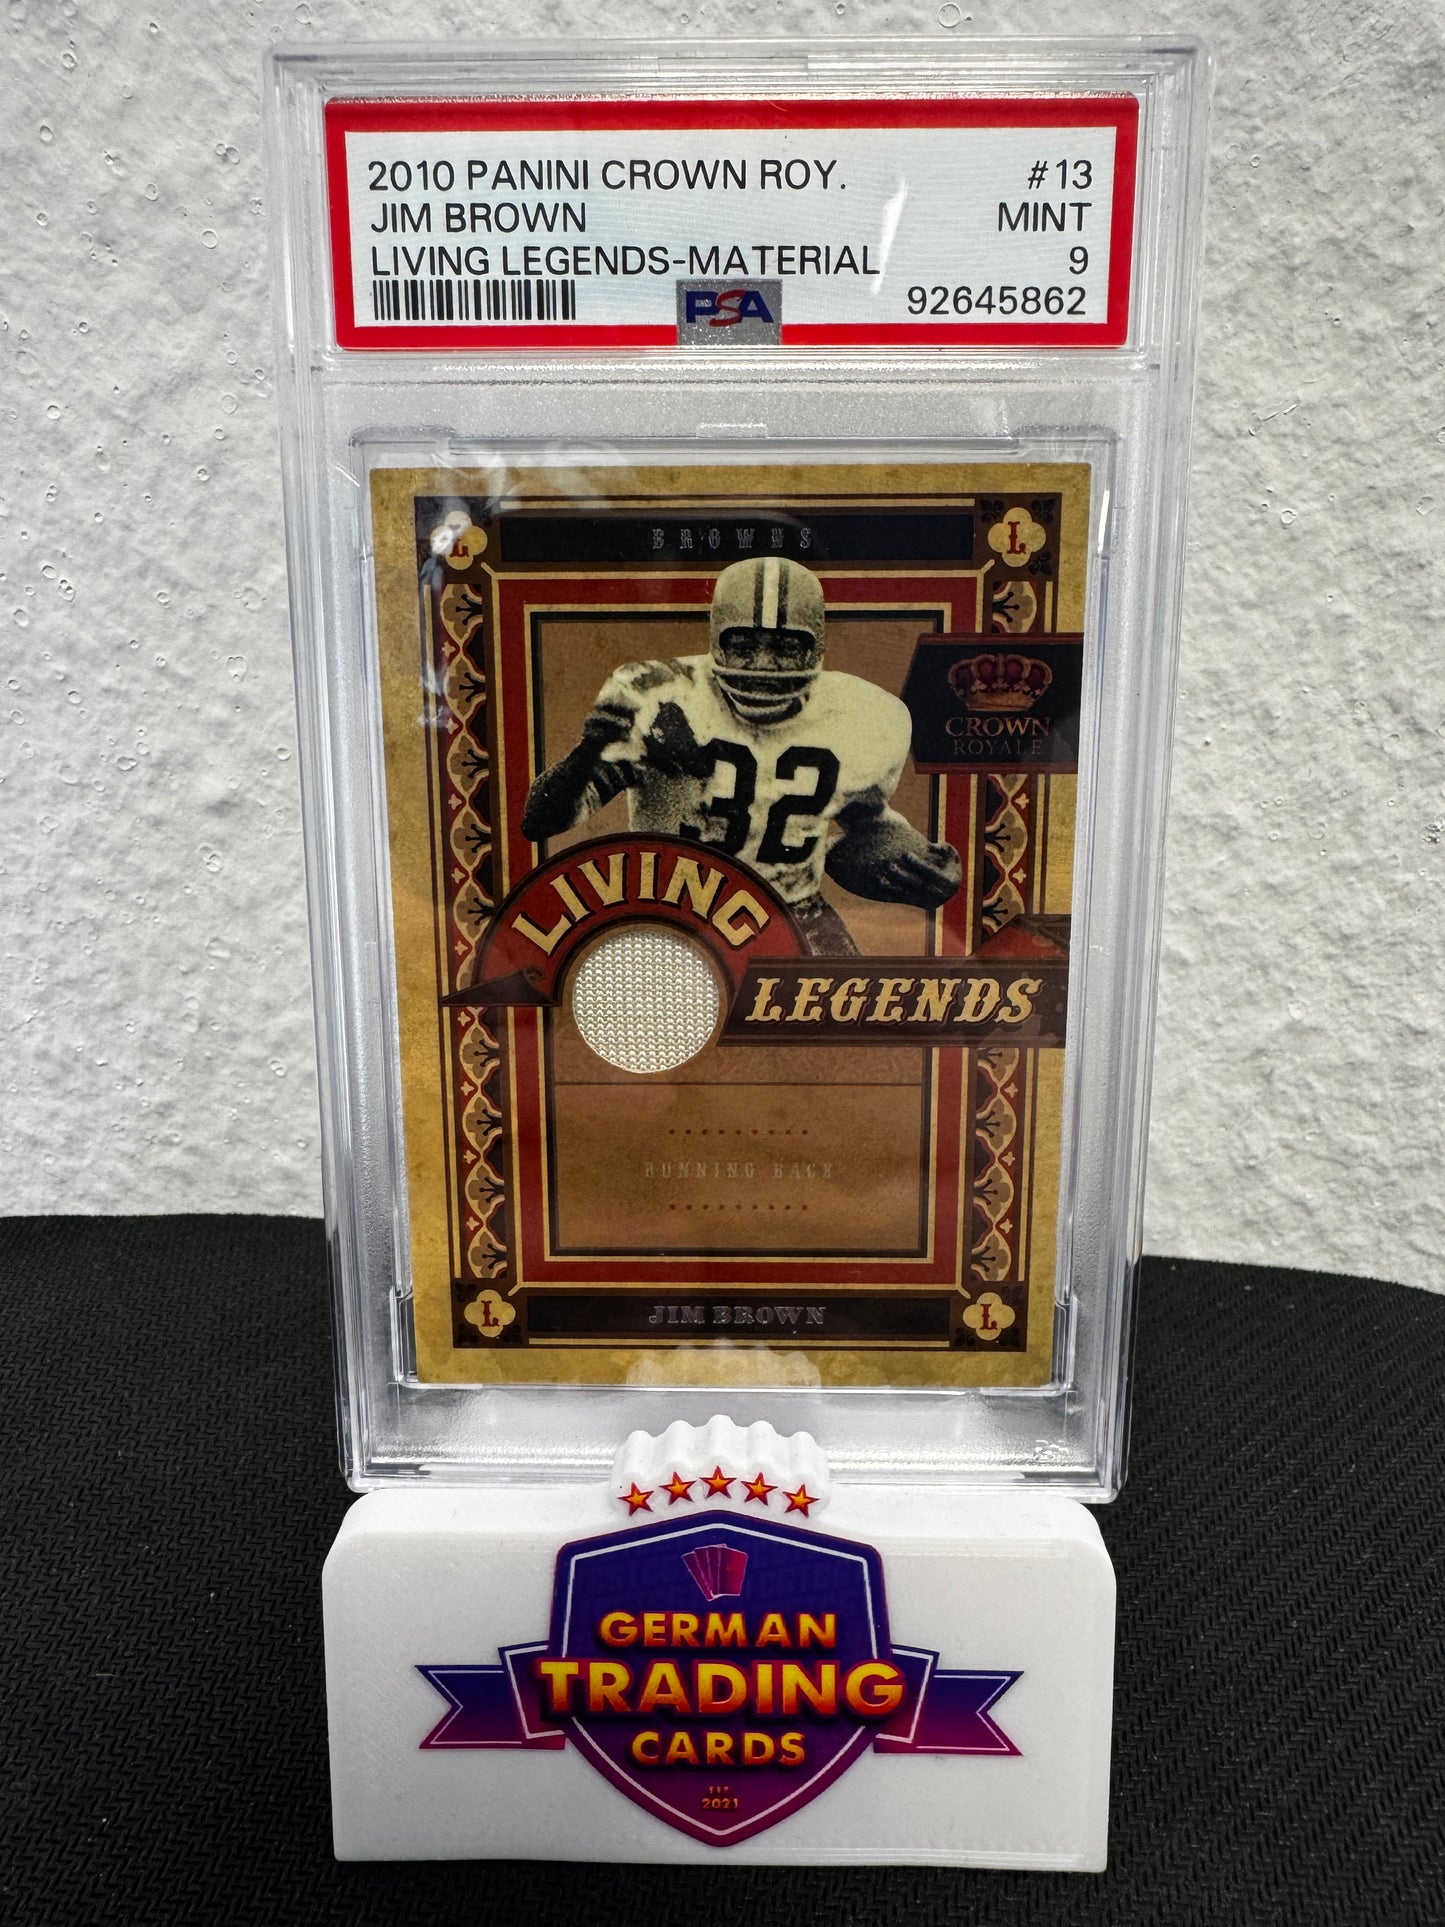 2010 PANINI CROWN ROY. #13
JIM BROWN MINT
LIVING LEGENDS-MATERIAL 9
PSA 92645862
BROWNS
L L
32
CROWN
ROYALE
LIVING
LEGENDS
RUNNING BACK
L JIM BROWN L
GERMAN
TRADING
CARDS
EST.
2021